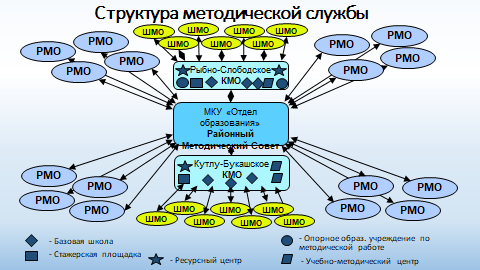 Структура методической службы
ШМО ШМО ШМО
ШМО ШМО ШМО ШМО
РМО
РМО
РМО
РМО
РМО
РМО
РМО
РМО
Рыбно-Слободское
КМО
МКУ «Отдел
образования»
Районный
Методический Совет
Кутлу-Букашское
КМО
РМО
РМО
РМО
РМО
РМО
РМО
РМО
РМО
ШМО ШМО ШМО ШМО
ШМО ШМО ШМО ШМО
- Базовая школа
- Стажерская площадка
- Ресурсный центр
- Опорное образ. учреждение по
методической работе
- Учебно-методический центр